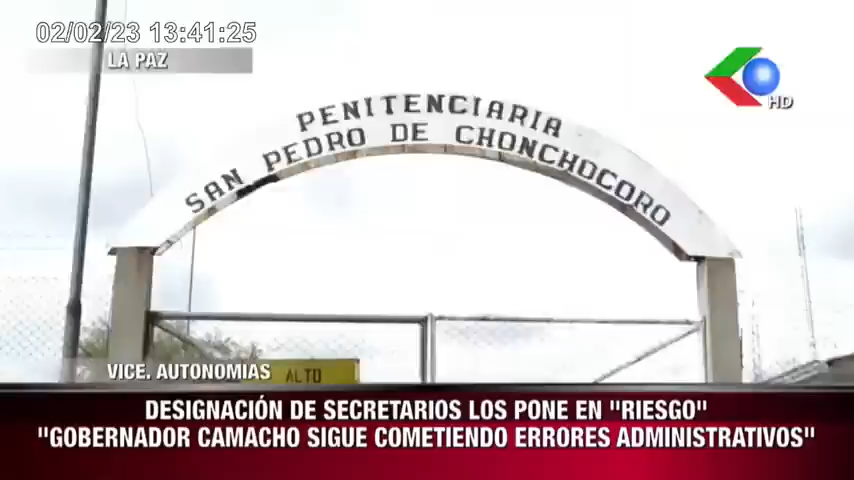 02/02/23 13:41:25
LA PAZ
HD
PENITENCIARIA
SAN PEDRO DE CHONCHOCORO
VICE. AUTONOMIAS
ALTO
DESIGNACIÓN DE SECRETARIOS LOS PONE EN "RIESGO"
"GOBERNADOR CAMACHO SIGUE COMETIENDO ERRORES ADMINISTRATIVOS"